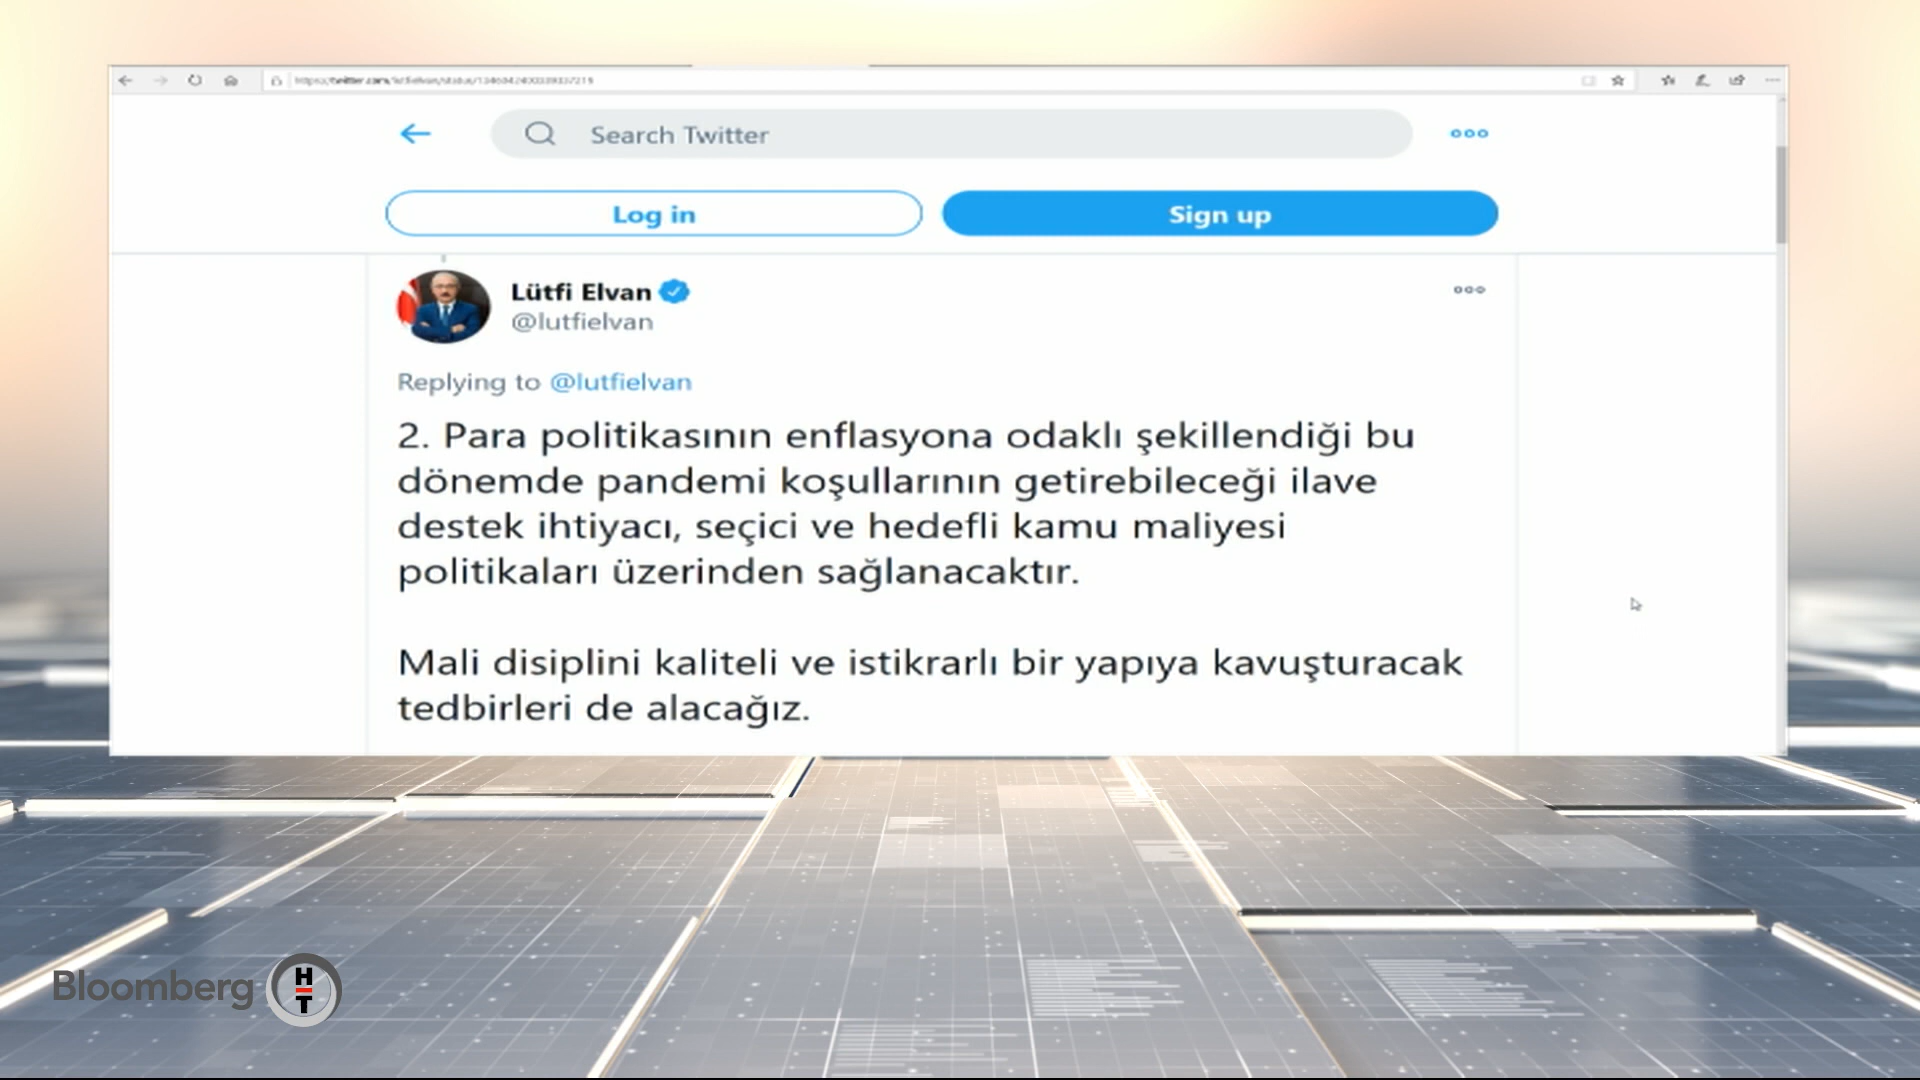 Search Twitter
Log in
Sign up
Lütfi Elvan
@lutfielvan
Replying to @lutfielvan
2. Para politikasının enflasyona odaklı şekillendiği bu
dönemde pandemi koşullarının getirebileceği ilave
destek ihtiyacı, seçici ve hedefli kamu maliyesi
politikaları üzerinden sağlanacaktır.
Mali disiplini kaliteli ve istikrarlı bir yapıya kavuşturacak
tedbirleri de alacağız.
Bloomberg HT